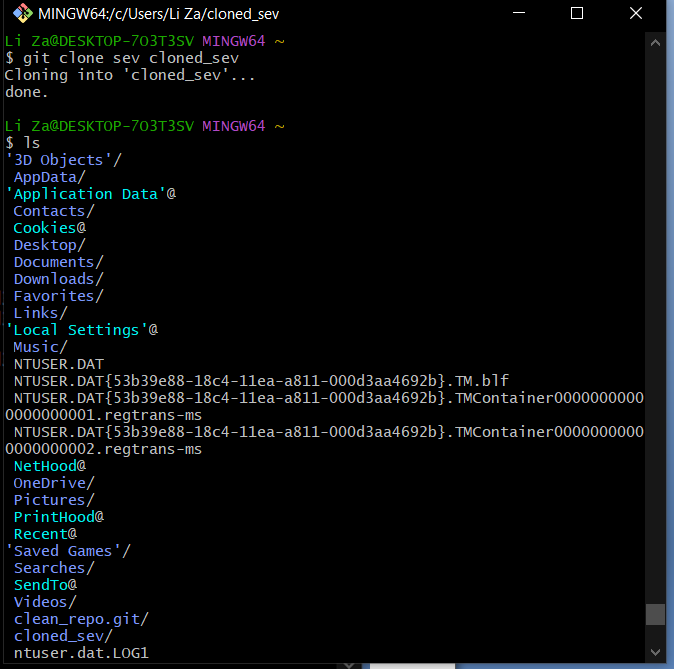 MINGW64:/c/Users/Li Za/cloned_sev
Li Za@DESKTOP-7O3T3SV MINGW64 ~
$ git clone sev cloned_sev
Cloning into 'cloned_sev'...
done.
Li Za@DESKTOP-7O3T3SV MINGW64 ~
$ ls
'3D Objects'/
AppData/
'Application Data'@
Contacts/
Cookies@
Desktop/
Documents/
Downloads/
Favorites/
Links/
'Local Settings'@
Music/
NTUSER.DAT
NTUSER.DAT{53b39e88-18c4-11ea-a811-000d3aa4692b}.TM.blf
NTUSER.DAT{53b39e88-18c4-11ea-a811-000d3aa4692b}.TMContainer0000000000
0000000001.regtrans-ms
NTUSER.DAT{53b39e88-18c4-11ea-a811-000d3aa4692b}.TMContainer0000000000
0000000002.regtrans-ms
NetHood@
OneDrive/
Pictures/
PrintHood@
Recent@
'Saved Games'/
Searches/
SendTo@
Videos/
clean_repo.git/
cloned_sev/
ntuser.dat.LOG1